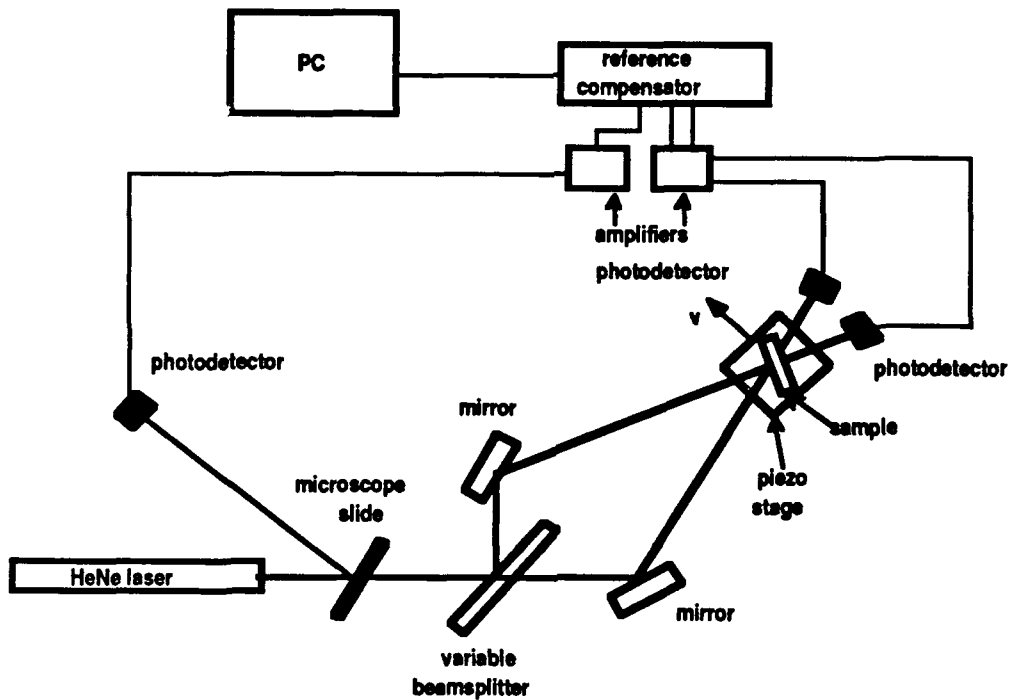 PC
reference
compensator
amplifiers
photodetector
v
photodetector
photodetector
mirror
sample
microscope
slide
piezo
stage
HeNe laser
mirror
variable
beamsplitter